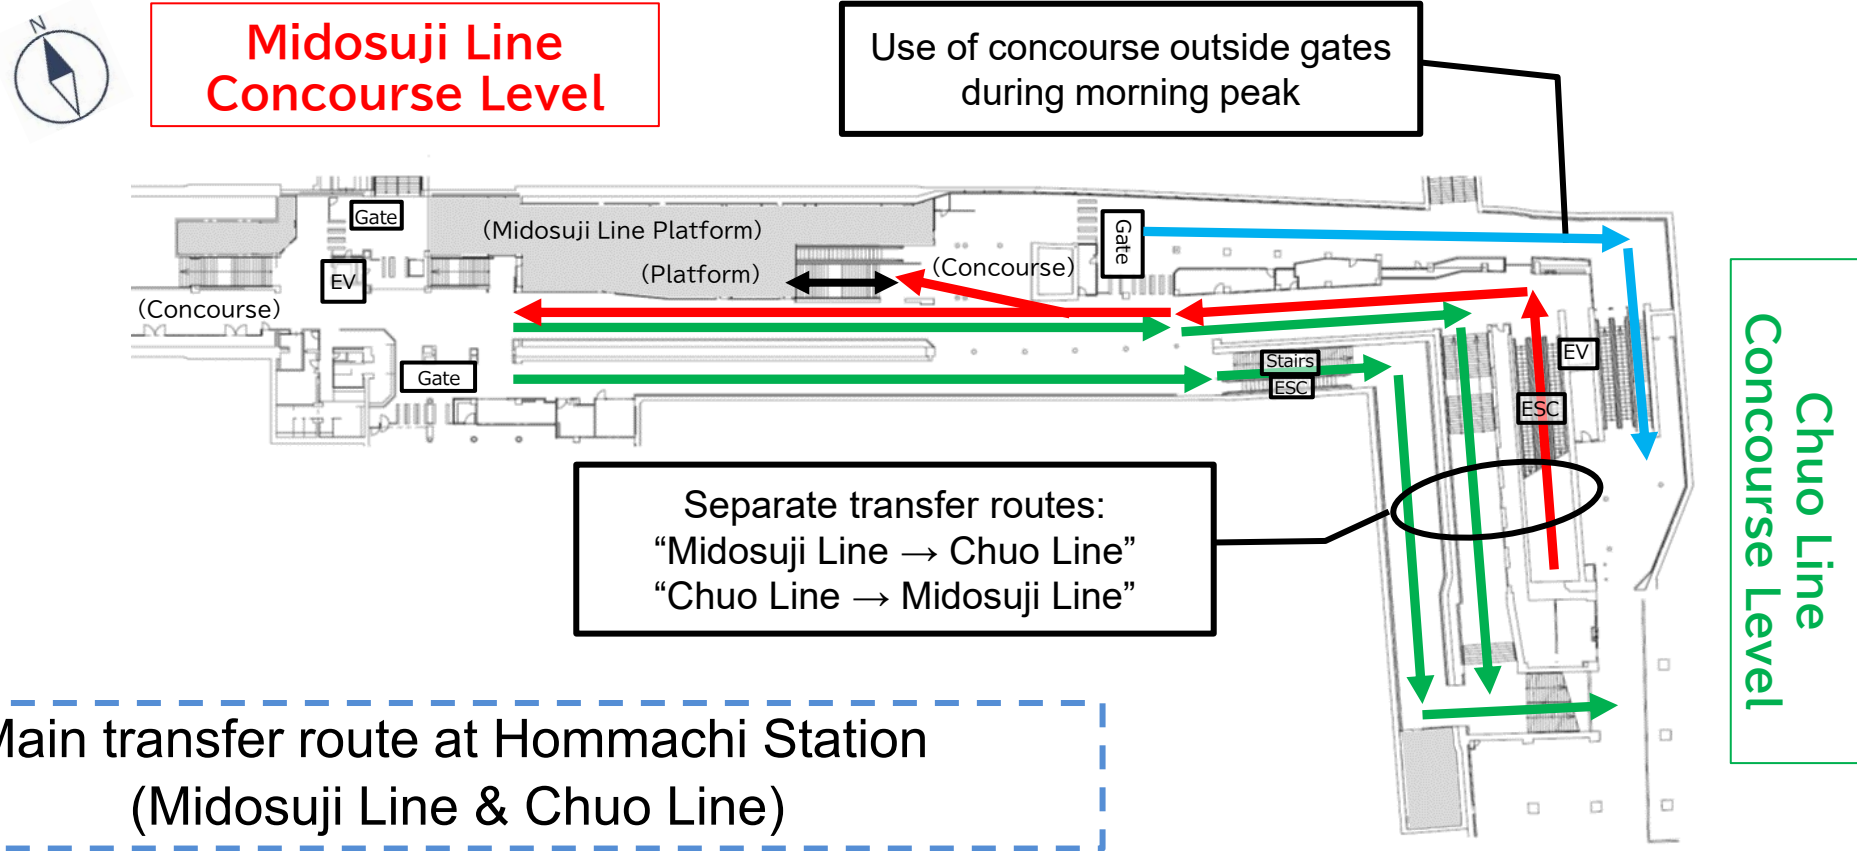 N
Midosuji Line
Concourse Level
Use of concourse outside gates
during morning peak
Gate
(Midosuji Line Platform)
(Platform)
(Concourse)
Gate
EV
(Concourse)
Gate
Stairs
ESC
EV
ESC
Chuo Line
Concourse Level
Separate transfer routes:
“Midosuji Line → Chuo Line”
“Chuo Line → Midosuji Line”
Main transfer route at Hommachi Station
(Midosuji Line & Chuo Line)